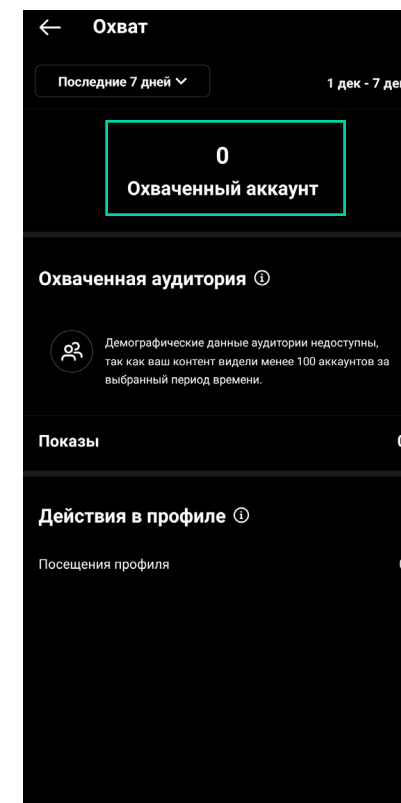 Охват
Последние 7 дней
1 дек - 7 де
0
Охваченный аккаунт
Охваченная аудитория
Демографические данные аудитории недоступны,
так как ваш контент видели менее 100 аккаунтов за
выбранный период времени.
Показы
Действия в профиле
Посещения профиля